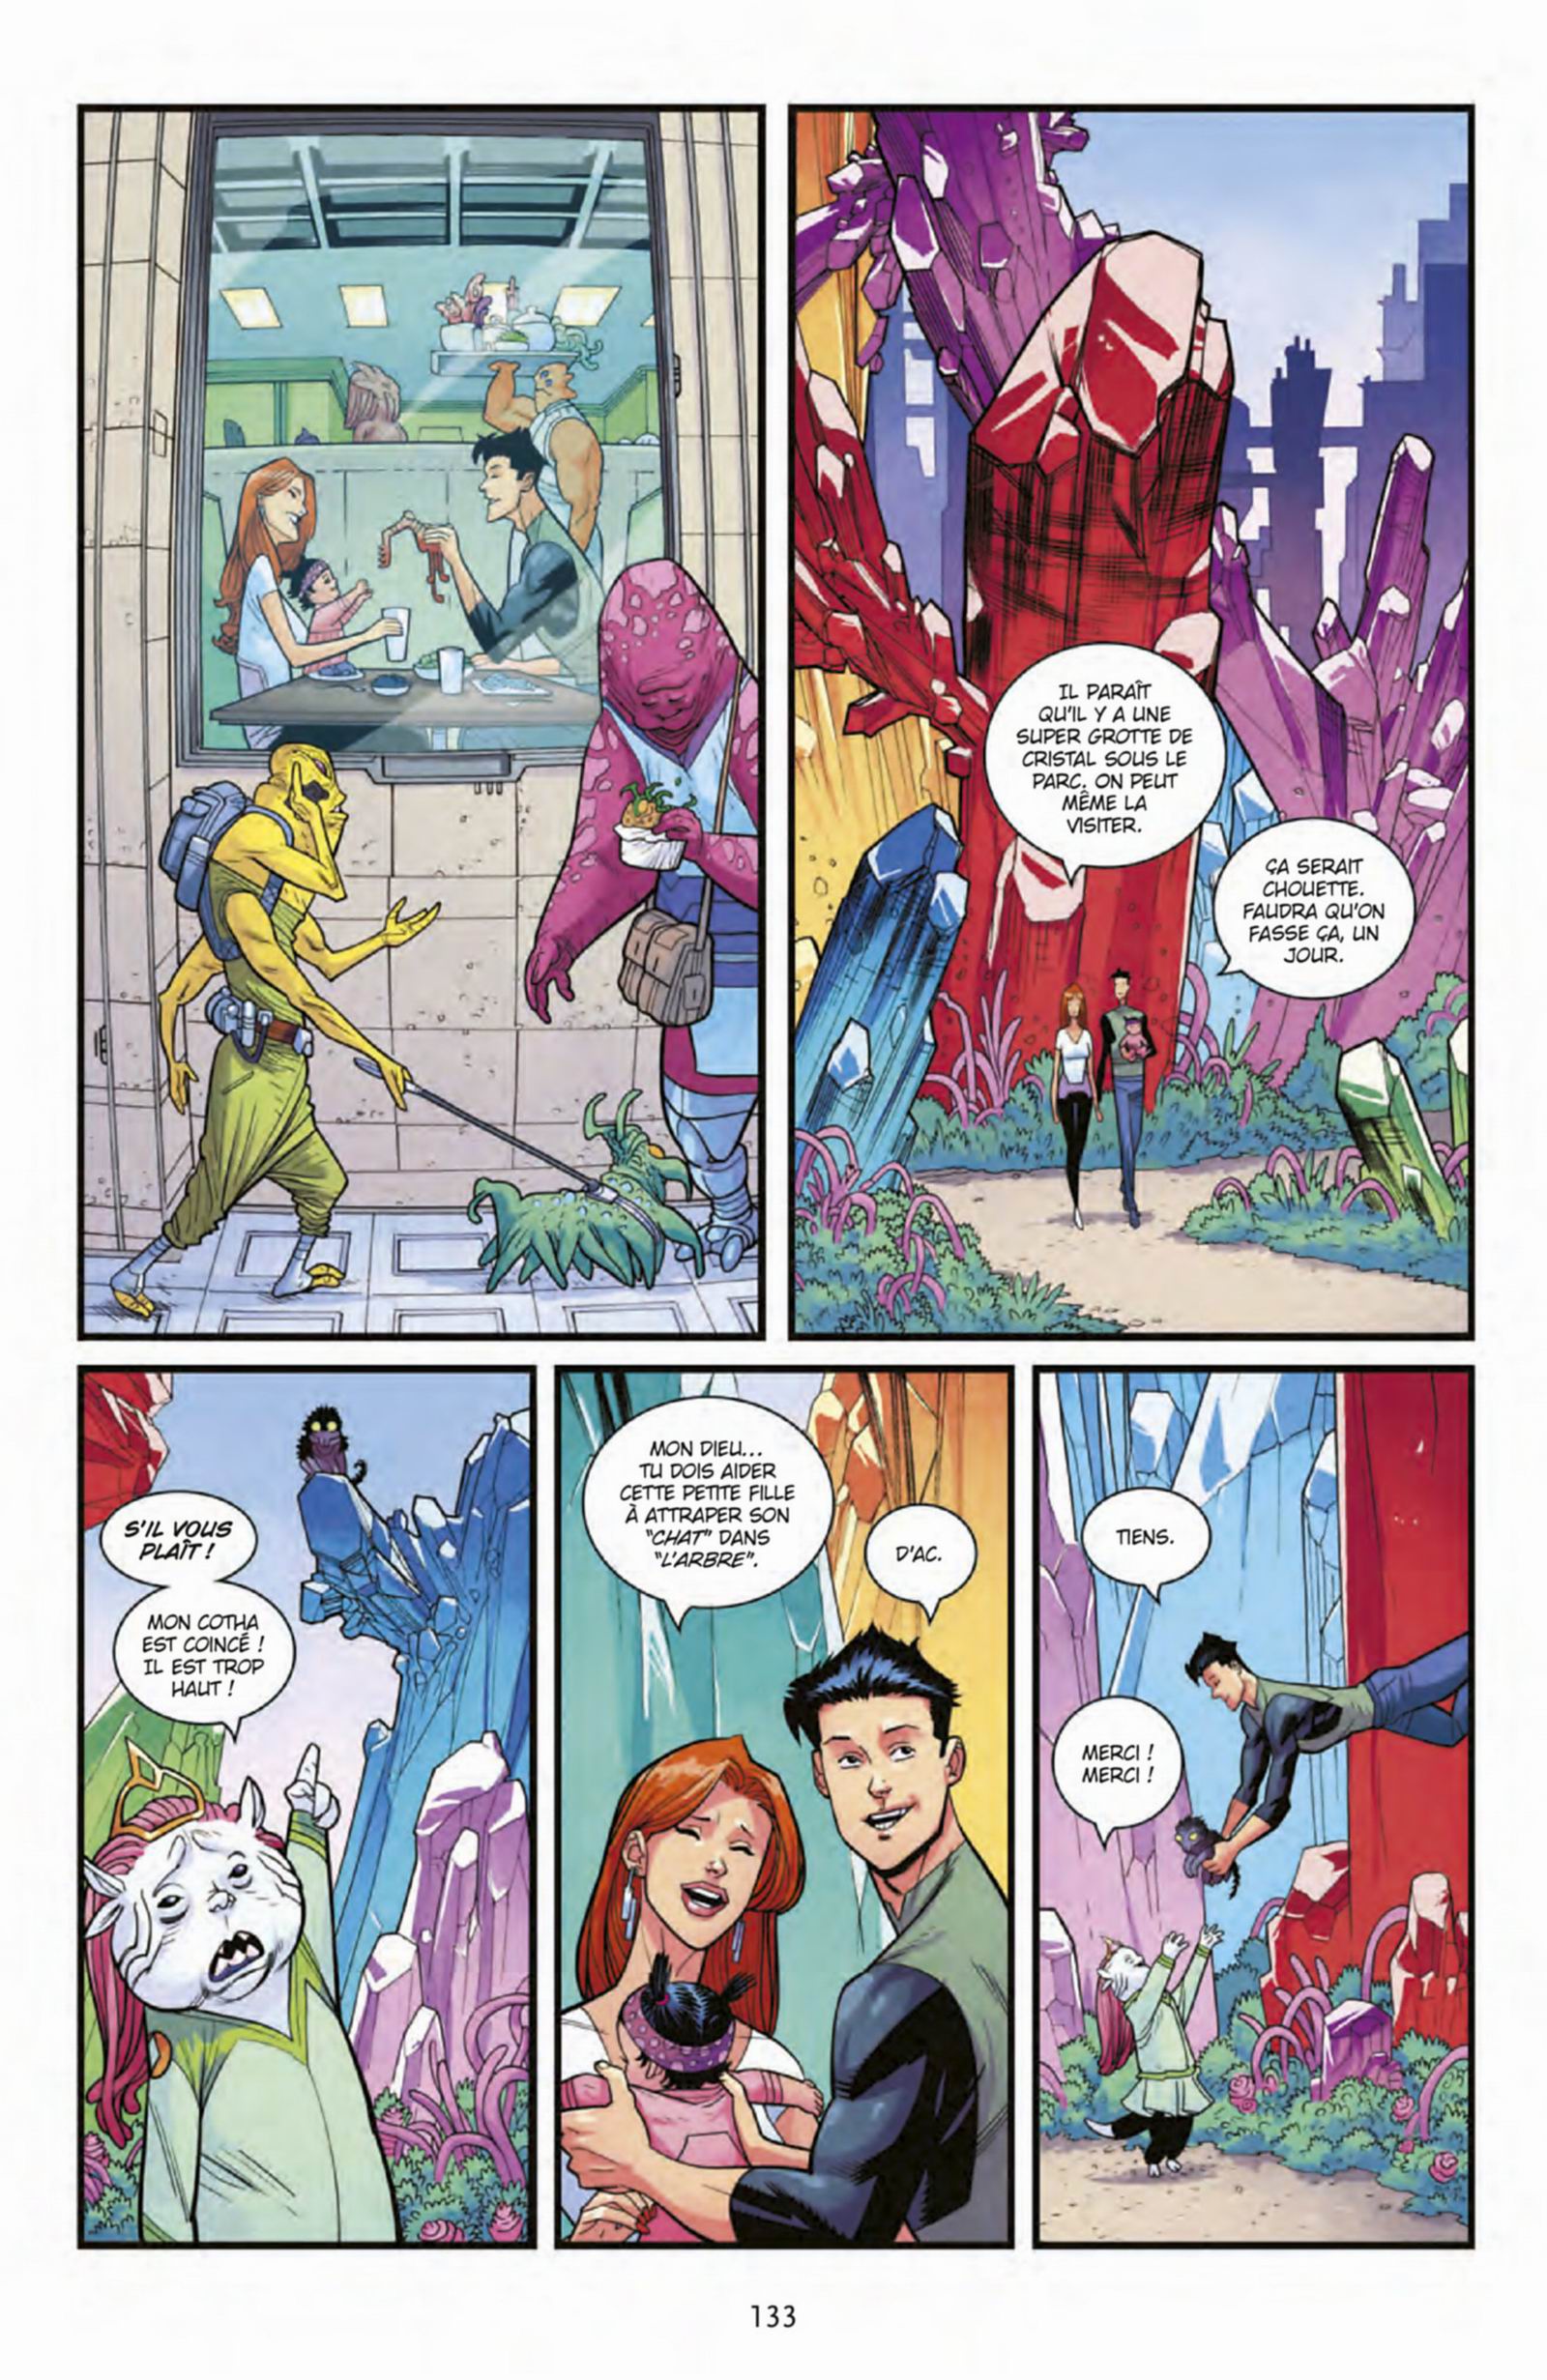 IL PARAÎT
QU'IL Y A UNE
SUPER GROTTE DE
CRISTAL SOUS LE
PARC. ON PEUT
MÊME LA
VISITER.
ÇA SERAIT
CHOUETTE.
FAUDRA QU'ON
FASSE ÇA, UN
JOUR.
S'IL VOUS
PLAÎT !
MON COTHA
EST COINCÉ !
IL EST TROP
HAUT !
MON DIEU...
TU DOIS AIDER
CETTE PETITE FILLE
À ATTRAPER SON
"CHAT" DANS
"L'ARBRE".
D'AC.
TIENS.
MERCI !
MERCI !
133